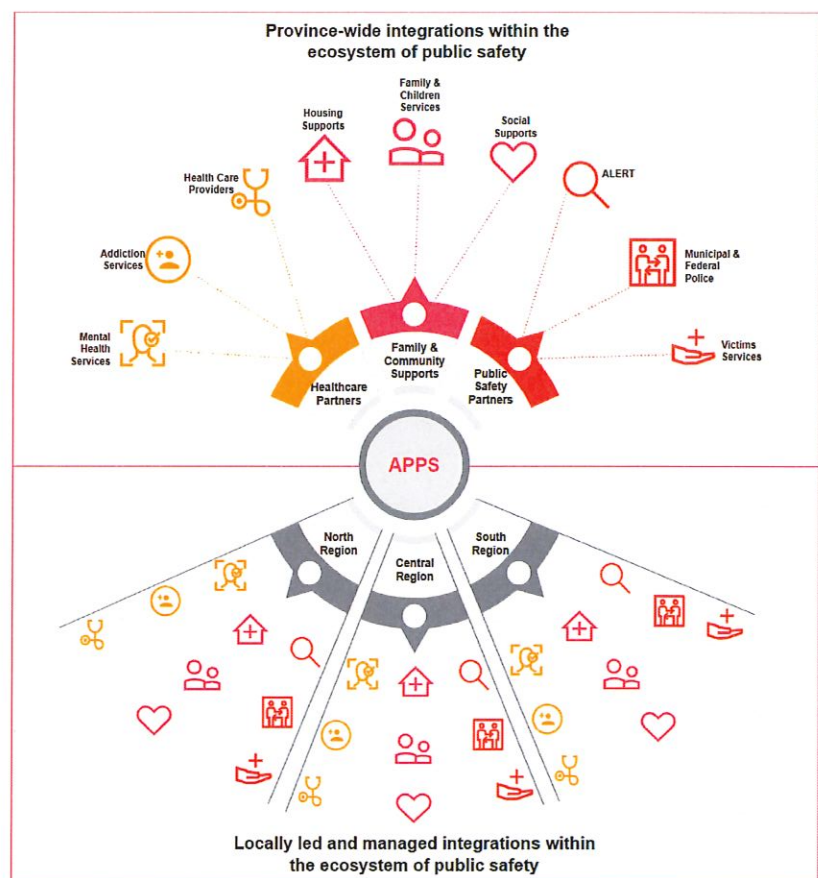 Province-wide integrations within the
ecosystem of public safety
Family &
Children
Services
Housing
Supports
Social
Supports
Health Care
Providers
ALERT
Addiction
Services
Municipal &
Federal
Police
Mental
Health
Services
Victims
Services
Healthcare
Partners
Family &
Community
Supports
Public
Safety
Partners
APPS
North
Region
Central
Region
South
Region
Locally led and managed integrations within
the ecosystem of public safety